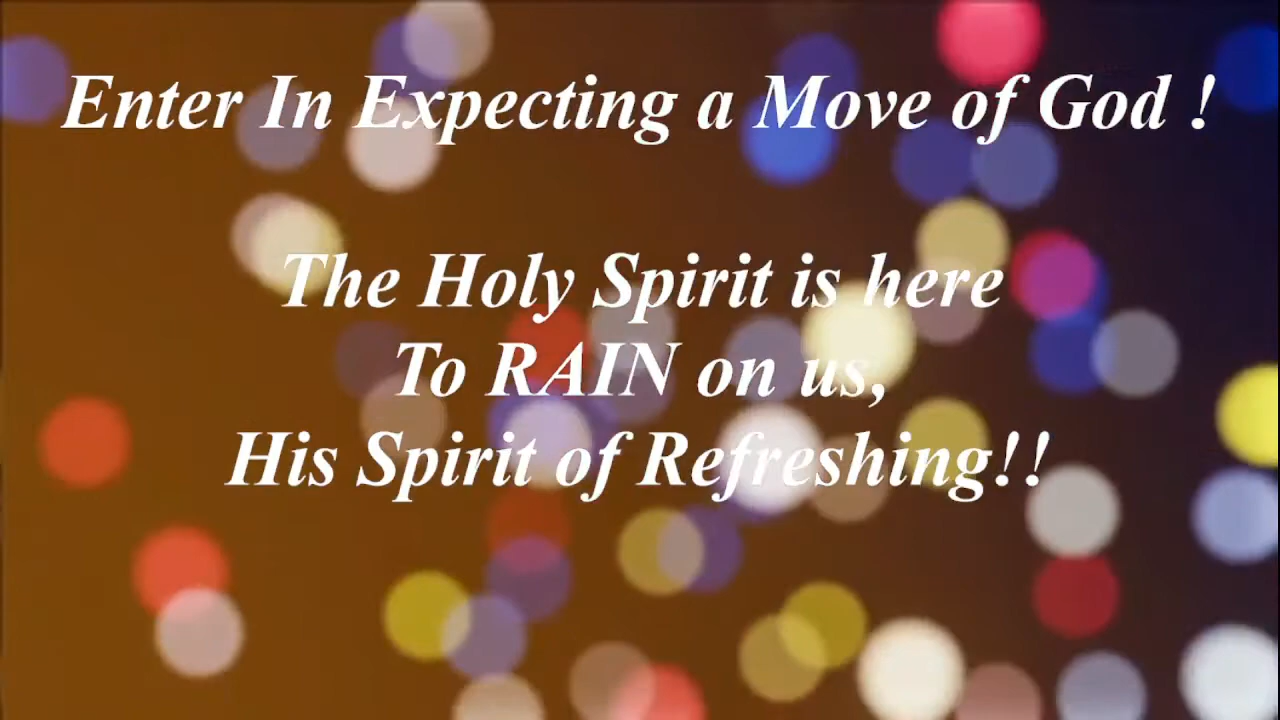 Enter In Expecting a Move of God !
The Holy Spirit is here
To RAIN on us,
His Spirit of Refreshing!!